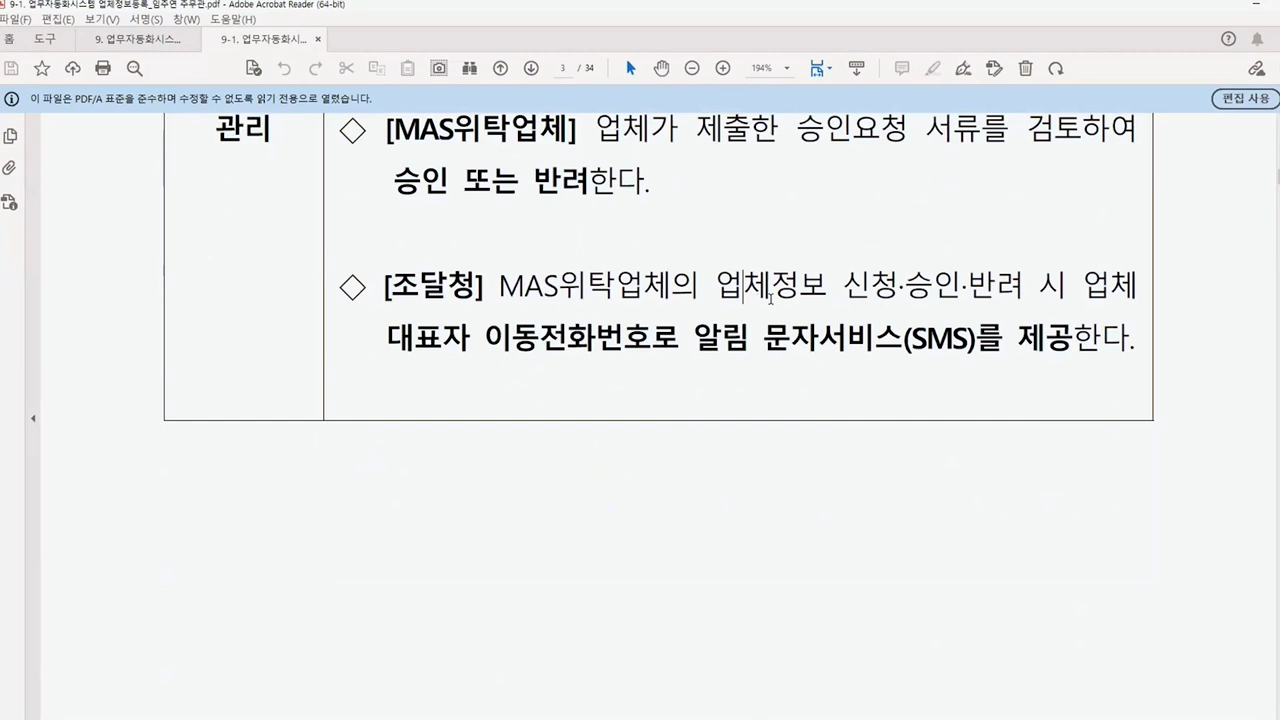 9-1. 업무자동화시스템 업체정보등록_임주연 주무관.pdf - Adobe Acrobat Reader (64-bit)
파일(F) 편집(E) 보기(V) 서명(S) 창(W) 도움말(H)
홈 도구 9. 업무자동화시스... 9-1. 업무자동화시... ×
3 / 34 194%
이 파일은 PDF/A 표준을 준수하며 수정할 수 없도록 읽기 전용으로 열렸습니다. 편집 사용
관리
◇ [MAS위탁업체] 업체가 제출한 승인요청 서류를 검토하여
승인 또는 반려한다.
◇ [조달청] MAS위탁업체의 업체정보 신청·승인·반려 시 업체
대표자 이동전화번호로 알림 문자서비스(SMS)를 제공한다.